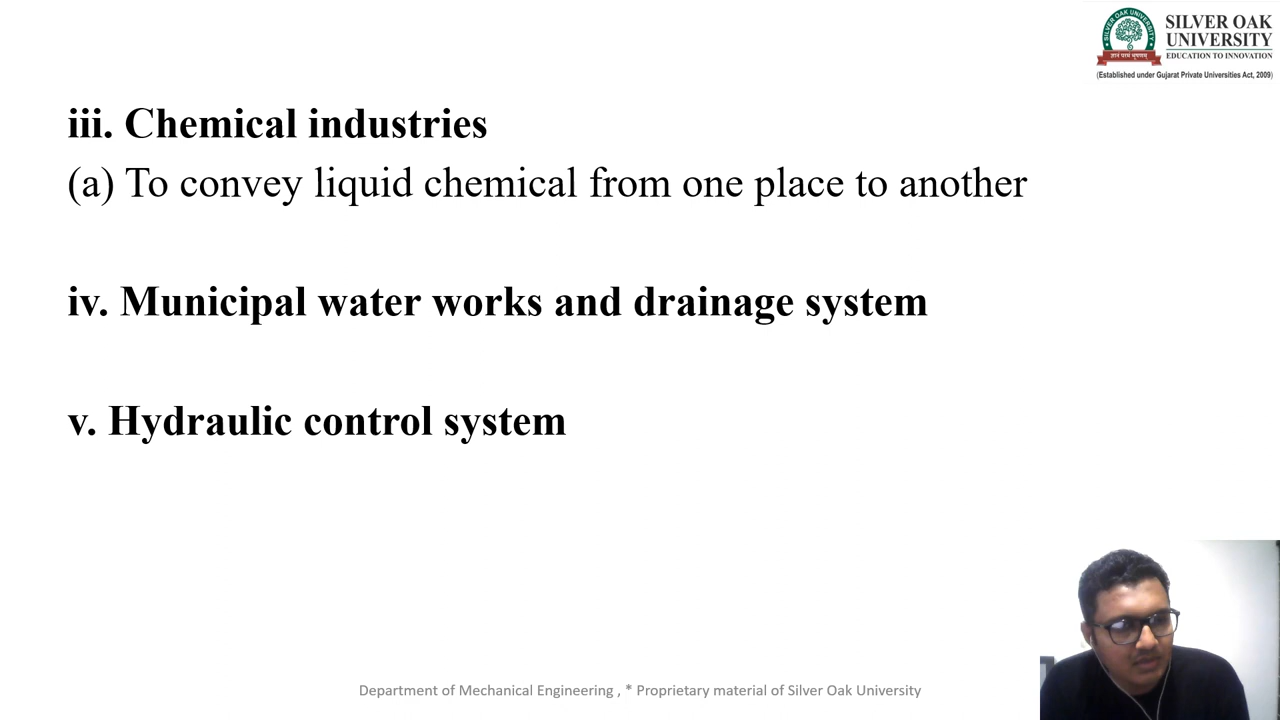 SILVER OAK
UNIVERSITY
EDUCATION TO INNOVATION
(Established under Gujarat Private Universities Act, 2009)
iii. Chemical industries
(a) To convey liquid chemical from one place to another
iv. Municipal water works and drainage system
v. Hydraulic control system
Department of Mechanical Engineering , * Proprietary material of Silver Oak University